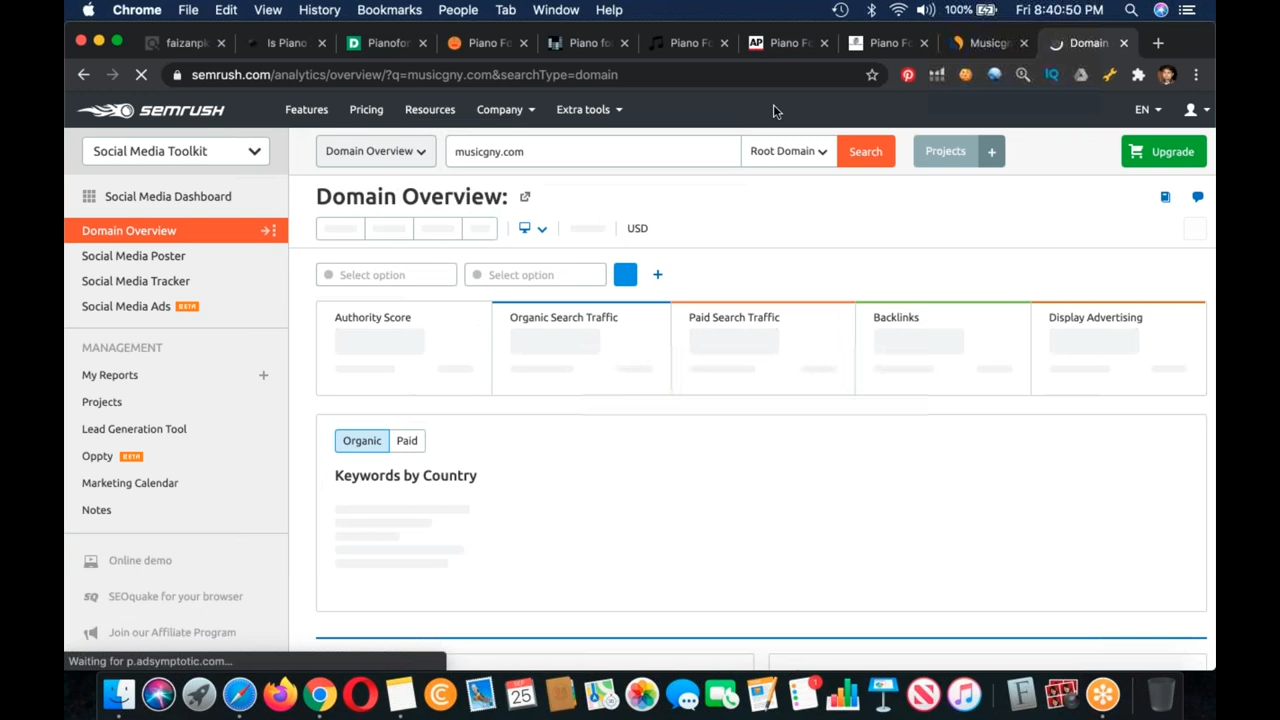 Chrome File Edit View History Bookmarks People Tab Window Help 100% Fri 8:40:50 PM
faizanpk Is Piano Pianofor Piano F Piano fo Piano F Piano F Piano F Musicg Domain
semrush.com/analytics/overview/?q=musicgny.com&searchType=domain
SEMRUSH Features Pricing Resources Company Extra tools EN
Social Media Toolkit Domain Overview musicgny.com Root Domain Search Projects + Upgrade
Social Media Dashboard
Domain Overview:
USD
Domain Overview
Social Media Poster
Social Media Tracker
Social Media Ads BETA
Select option Select option +
Authority Score Organic Search Traffic Paid Search Traffic Backlinks Display Advertising
MANAGEMENT
My Reports +
Projects
Lead Generation Tool
Oppty BETA
Marketing Calendar
Notes
Organic Paid
Keywords by Country
Online demo
SQ SEOquake for your browser
Join our Affiliate Program
Waiting for p.adsymptotic.com...
SEP
25
1